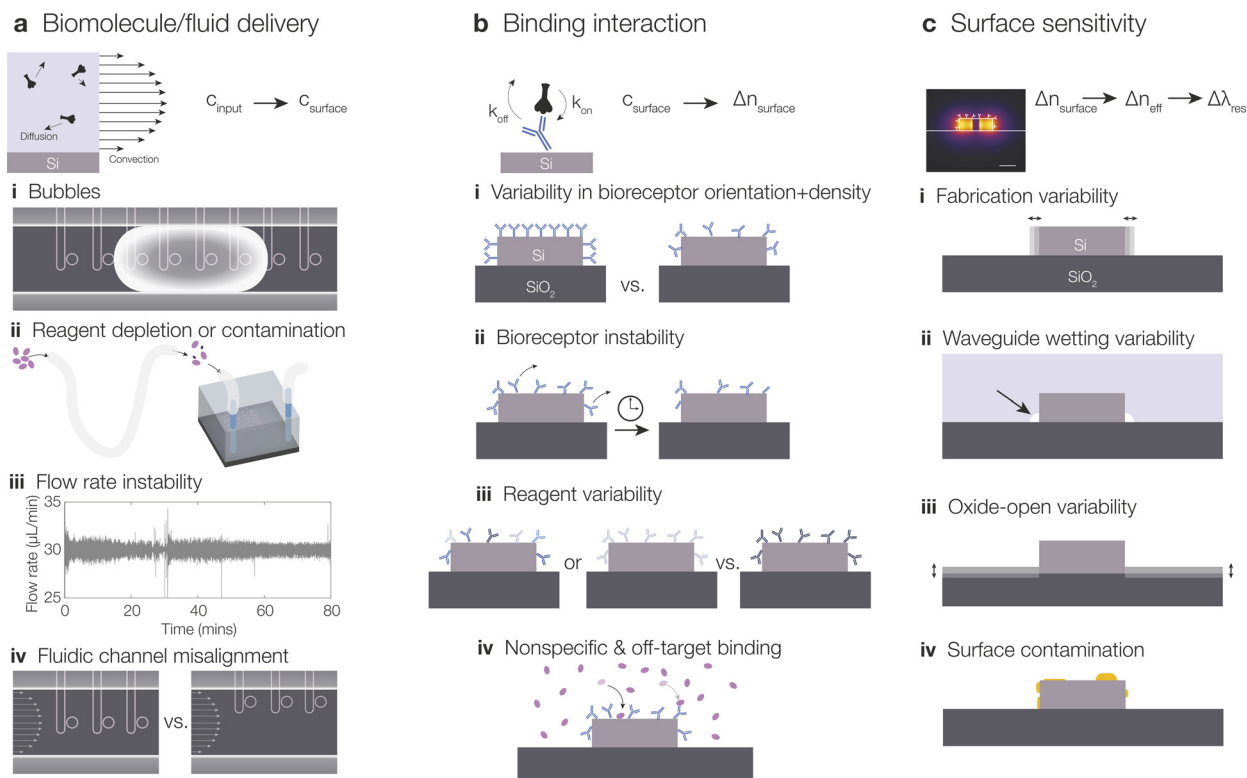 a Biomolecule/fluid delivery
Diffusion
Si
Convection
c_input → c_surface
i Bubbles
ii Reagent depletion or contamination
iii Flow rate instability
Flow rate (µL/min)
35
30
25
0 20 40 60 80
Time (mins)
iv Fluidic channel misalignment
vs.
b Binding interaction
k_off
k_on
Si
c_surface → Δn_surface
i Variability in bioreceptor orientation+density
Si
SiO₂
vs.
ii Bioreceptor instability
iii Reagent variability
or
vs.
iv Nonspecific & off-target binding
c Surface sensitivity
Δn_surface → Δn_eff → Δλ_res
i Fabrication variability
Si
SiO₂
ii Waveguide wetting variability
iii Oxide-open variability
iv Surface contamination